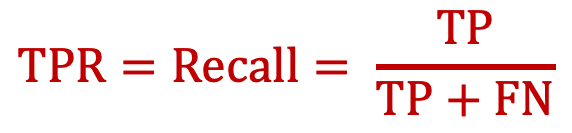 TPR = Recall = TP
TP + FN